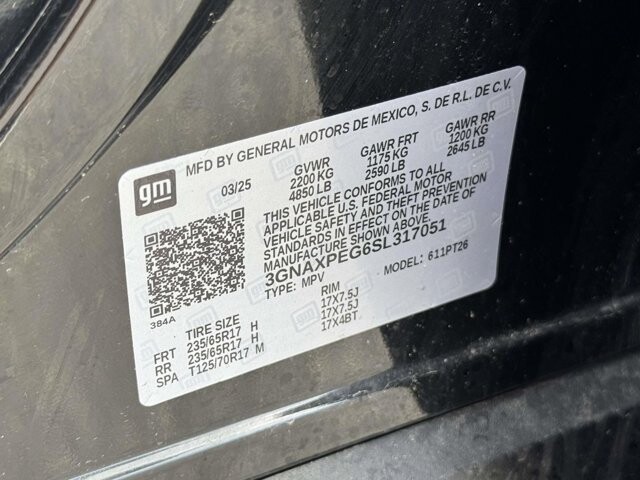 MFD BY GENERAL MOTORS DE MEXICO, S. DE R.L. DE C.V.
gm
03/25
GVWR GAWR FRT GAWR RR
2200 KG 1175 KG 1200 KG
4850 LB 2590 LB 2645 LB
THIS VEHICLE CONFORMS TO ALL
APPLICABLE U.S. FEDERAL MOTOR
VEHICLE SAFETY AND THEFT PREVENTION
STANDARDS IN EFFECT ON THE DATE OF
MANUFACTURE SHOWN ABOVE.
3GNAXPEG6SL317051
TYPE: MPV MODEL: 611PT26
384A
TIRE SIZE RIM
FRT 235/65R17 H 17X7.5J
RR 235/65R17 H 17X7.5J
SPA T125/70R17 M 17X4BT